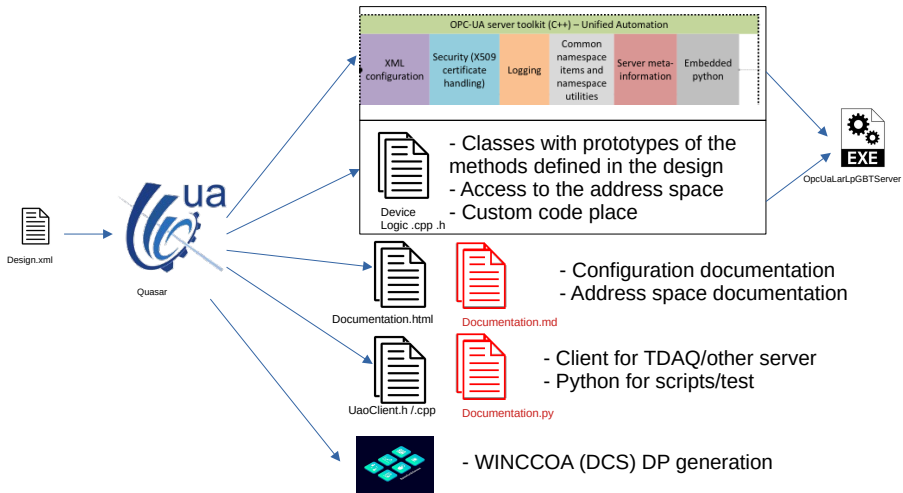 OPC-UA server toolkit (C++) – Unified Automation
XML
configuration
Security (X509
certificate
handling)
Logging
Common
namespace
items and
namespace
utilities
Server meta-
information
Embedded
python
- Classes with prototypes of the
methods defined in the design
- Access to the address space
- Custom code place
Device
Logic .cpp .h
EXE
OpcUaLarLpGBTServer
ua
Design.xml
Quasar
- Configuration documentation
- Address space documentation
Documentation.html
Documentation.md
- Client for TDAQ/other server
- Python for scripts/test
UaoClient.h /.cpp
Documentation.py
- WINCCOA (DCS) DP generation